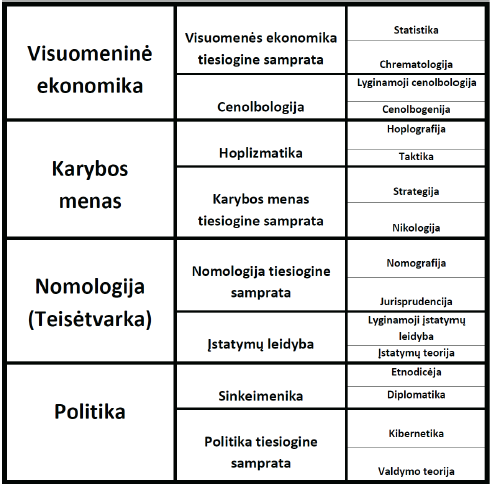 Visuomeninė
ekonomika
Visuomenės ekonomika
tiesiogine samprata
Statistika
Chrematologija
Cenolbologija
Lyginamoji cenolbologija
Cenolbogenija
Karybos
menas
Hoplizmatika
Hoplografija
Taktika
Karybos menas
tiesiogine samprata
Strategija
Nikologija
Nomologija
(Teisėtvarka)
Nomologija tiesiogine
samprata
Nomografija
Jurisprudencija
Įstatymų leidyba
Lyginamoji įstatymų
leidyba
Įstatymų teorija
Politika
Sinkeimenika
Etnodicėja
Diplomatika
Politika tiesiogine
samprata
Kibernetika
Valdymo teorija